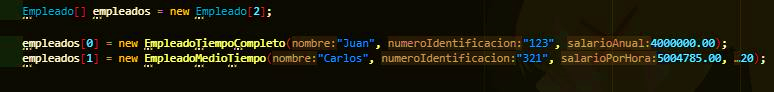 Empleado[] empleados = new Empleado[2];
empleados[0] = new EmpleadoTiempoCompleto(nombre:"Juan", numeroIdentificacion:"123", salarioAnual:4000000.00);
empleados[1] = new EmpleadoMedioTiempo(nombre:"Carlos", numeroIdentificacion:"321", salarioPorHora:5004785.00, …20);